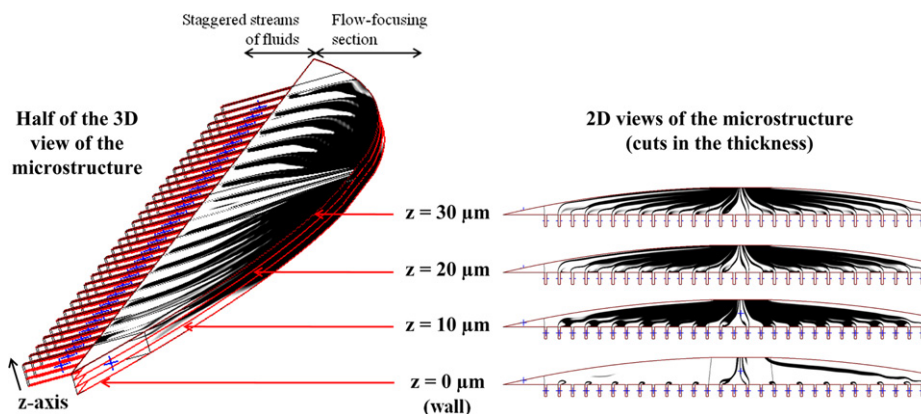 Staggered streams
of fluids
Flow-focusing
section
Half of the 3D
view of the
microstructure
2D views of the microstructure
(cuts in the thickness)
z = 30 µm
z = 20 µm
z = 10 µm
z = 0 µm
(wall)
z-axis